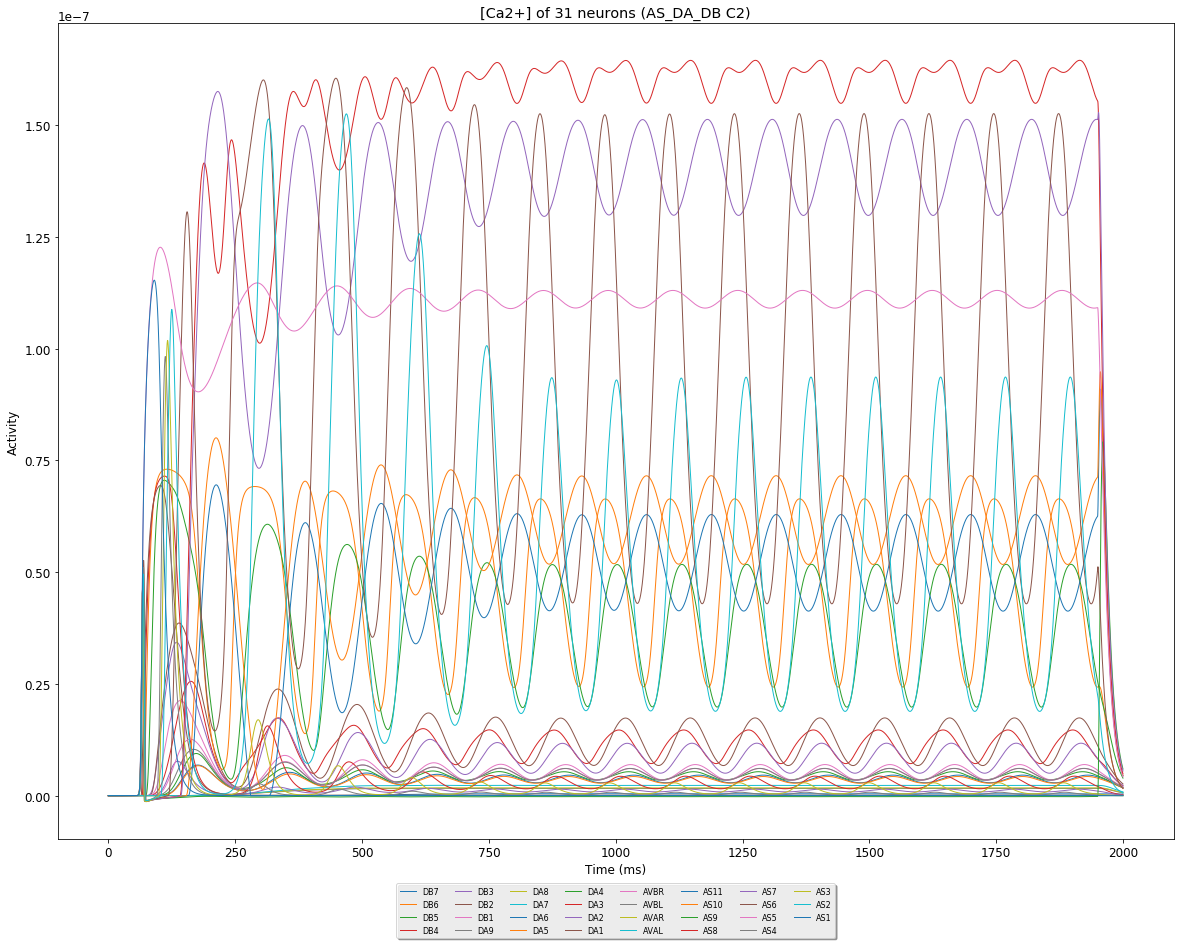 [Ca2+] of 31 neurons (AS_DA_DB C2)
1e−7
1.50
1.25
1.00
0.75
0.50
0.25
0.00
Activity
0 250 500 750 1000 1250 1500 1750 2000
Time (ms)
DB7 DB3 DA8 DA4 AVBR AS11 AS7 AS3
DB6 DB2 DA7 DA3 AVBL AS10 AS6 AS2
DB5 DB1 DA6 DA2 AVAR AS9 AS5 AS1
DB4 DA9 DA5 DA1 AVAL AS8 AS4